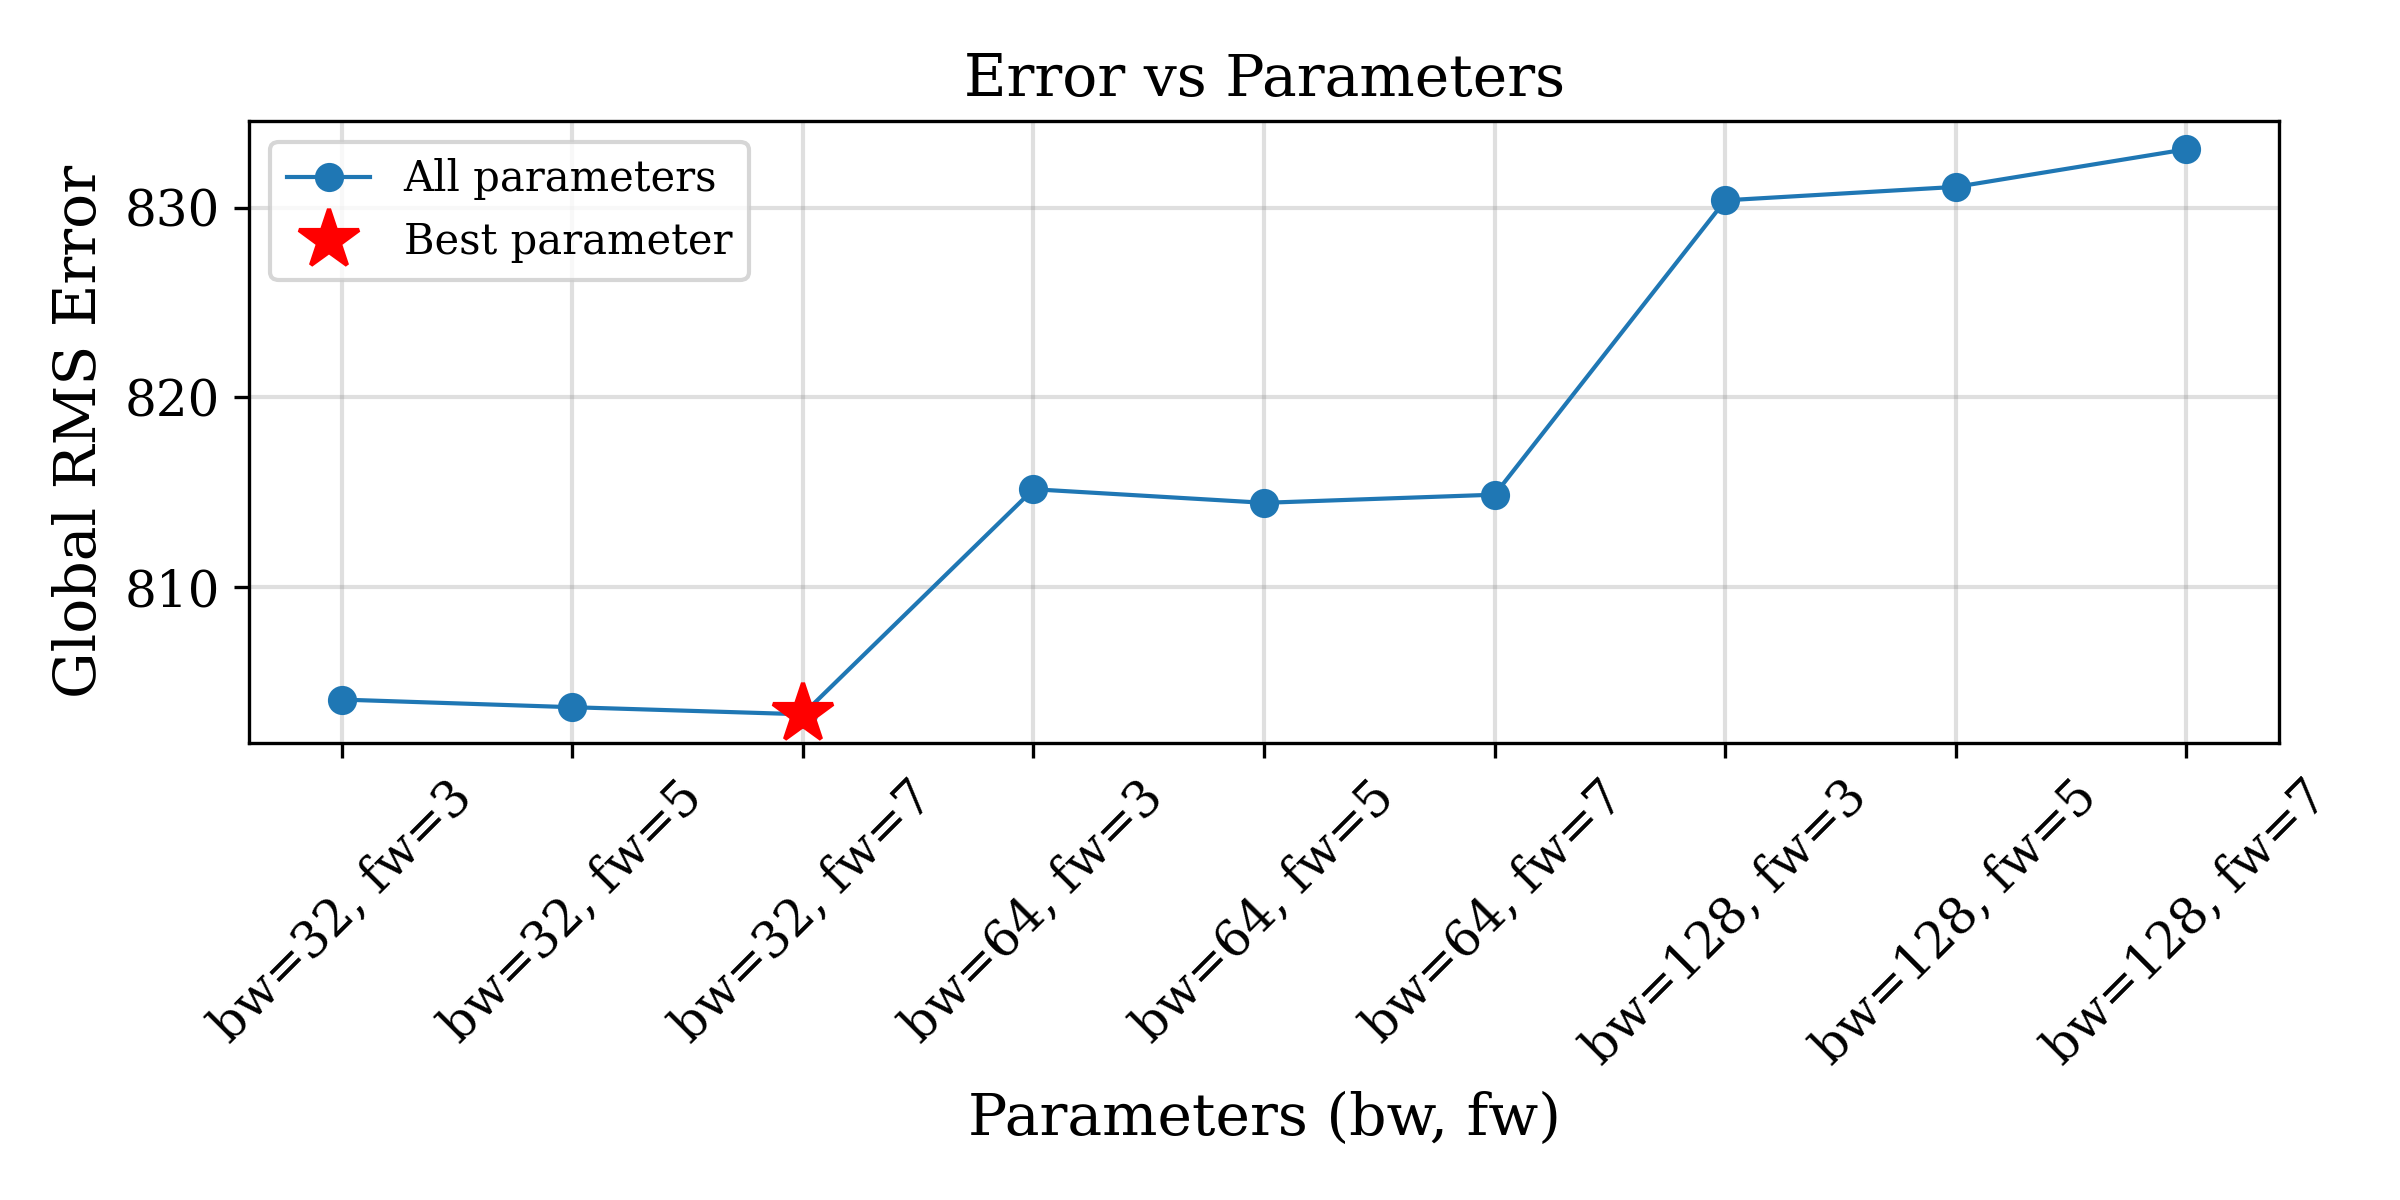 Error vs Parameters
All parameters
Best parameter
Global RMS Error
830
820
810
bw=32, fw=3
bw=32, fw=5
bw=32, fw=7
bw=64, fw=3
bw=64, fw=5
bw=64, fw=7
bw=128, fw=3
bw=128, fw=5
bw=128, fw=7
Parameters (bw, fw)